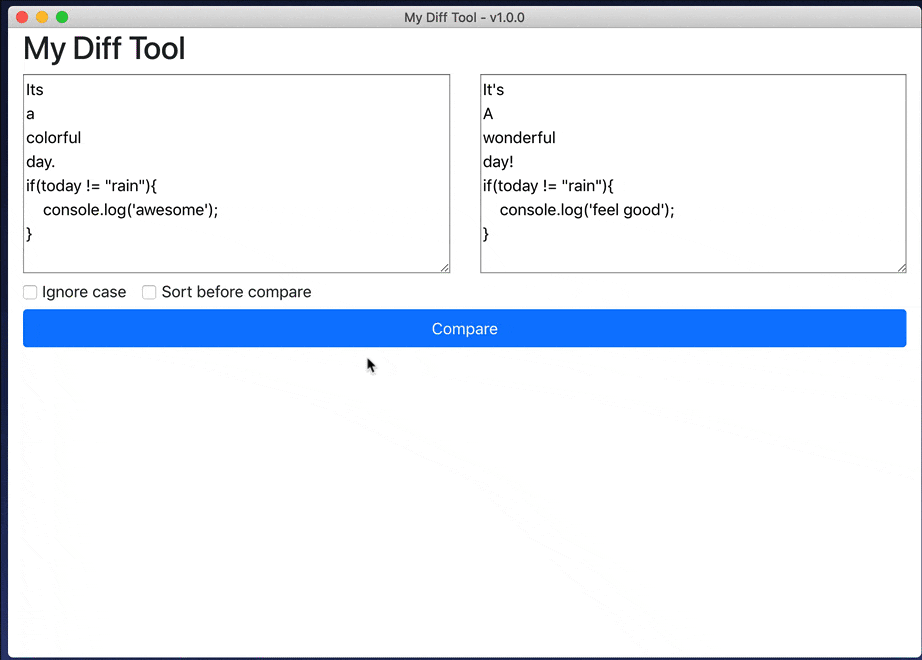 My Diff Tool - v1.0.0
My Diff Tool
Its
a
colorful
day.
if(today != "rain"){
    console.log('awesome');
}
It's
A
wonderful
day!
if(today != "rain"){
    console.log('feel good');
}
Ignore case
Sort before compare
Compare